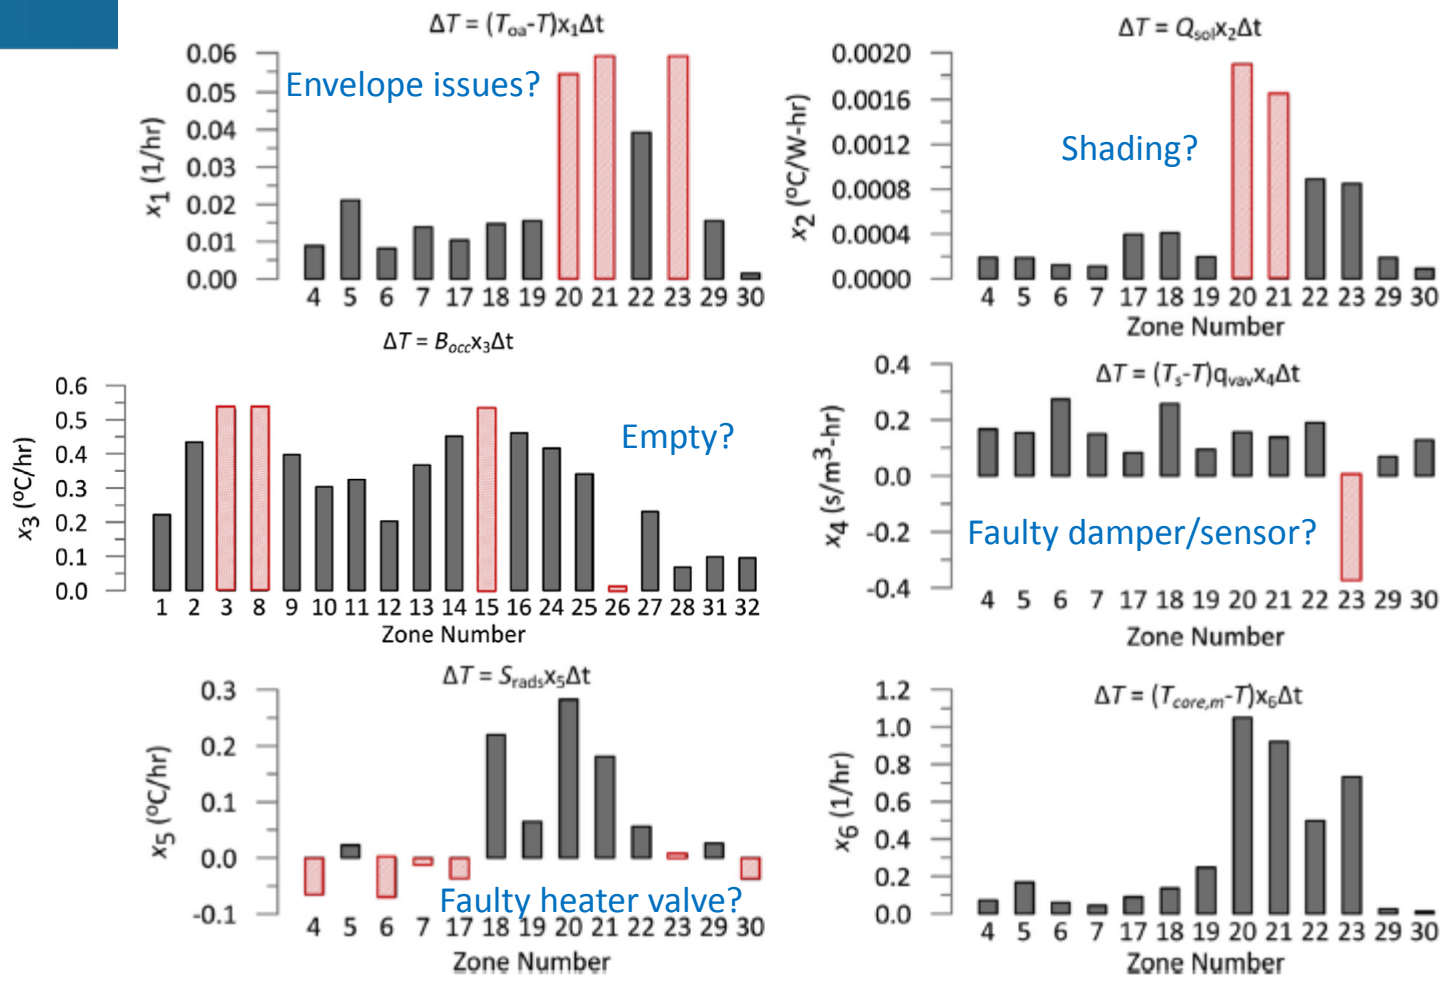 ΔT = (Toa-T)x1Δt
x1 (1/hr)
0.06
0.05
0.04
0.03
0.02
0.01
0.00
Envelope issues?
4 5 6 7 17 18 19 20 21 22 23 29 30
ΔT = Qsolx2Δt
x2 (ºC/W-hr)
0.0020
0.0016
0.0012
0.0008
0.0004
0.0000
Shading?
4 5 6 7 17 18 19 20 21 22 23 29 30
Zone Number
ΔT = Boccx3Δt
x3 (ºC/hr)
0.6
0.5
0.4
0.3
0.2
0.1
0.0
Empty?
1 2 3 8 9 10 11 12 13 14 15 16 24 25 26 27 28 31 32
Zone Number
ΔT = (Ts-T)qvavx4Δt
x4 (s/m³-hr)
0.4
0.2
0.0
-0.2
-0.4
Faulty damper/sensor?
4 5 6 7 17 18 19 20 21 22 23 29 30
Zone Number
ΔT = Sradsx5Δt
x5 (ºC/hr)
0.3
0.2
0.1
0.0
-0.1
Faulty heater valve?
4 5 6 7 17 18 19 20 21 22 23 29 30
Zone Number
ΔT = (Tcore,m-T)x6Δt
x6 (1/hr)
1.2
1.0
0.8
0.6
0.4
0.2
0.0
4 5 6 7 17 18 19 20 21 22 23 29 30
Zone Number